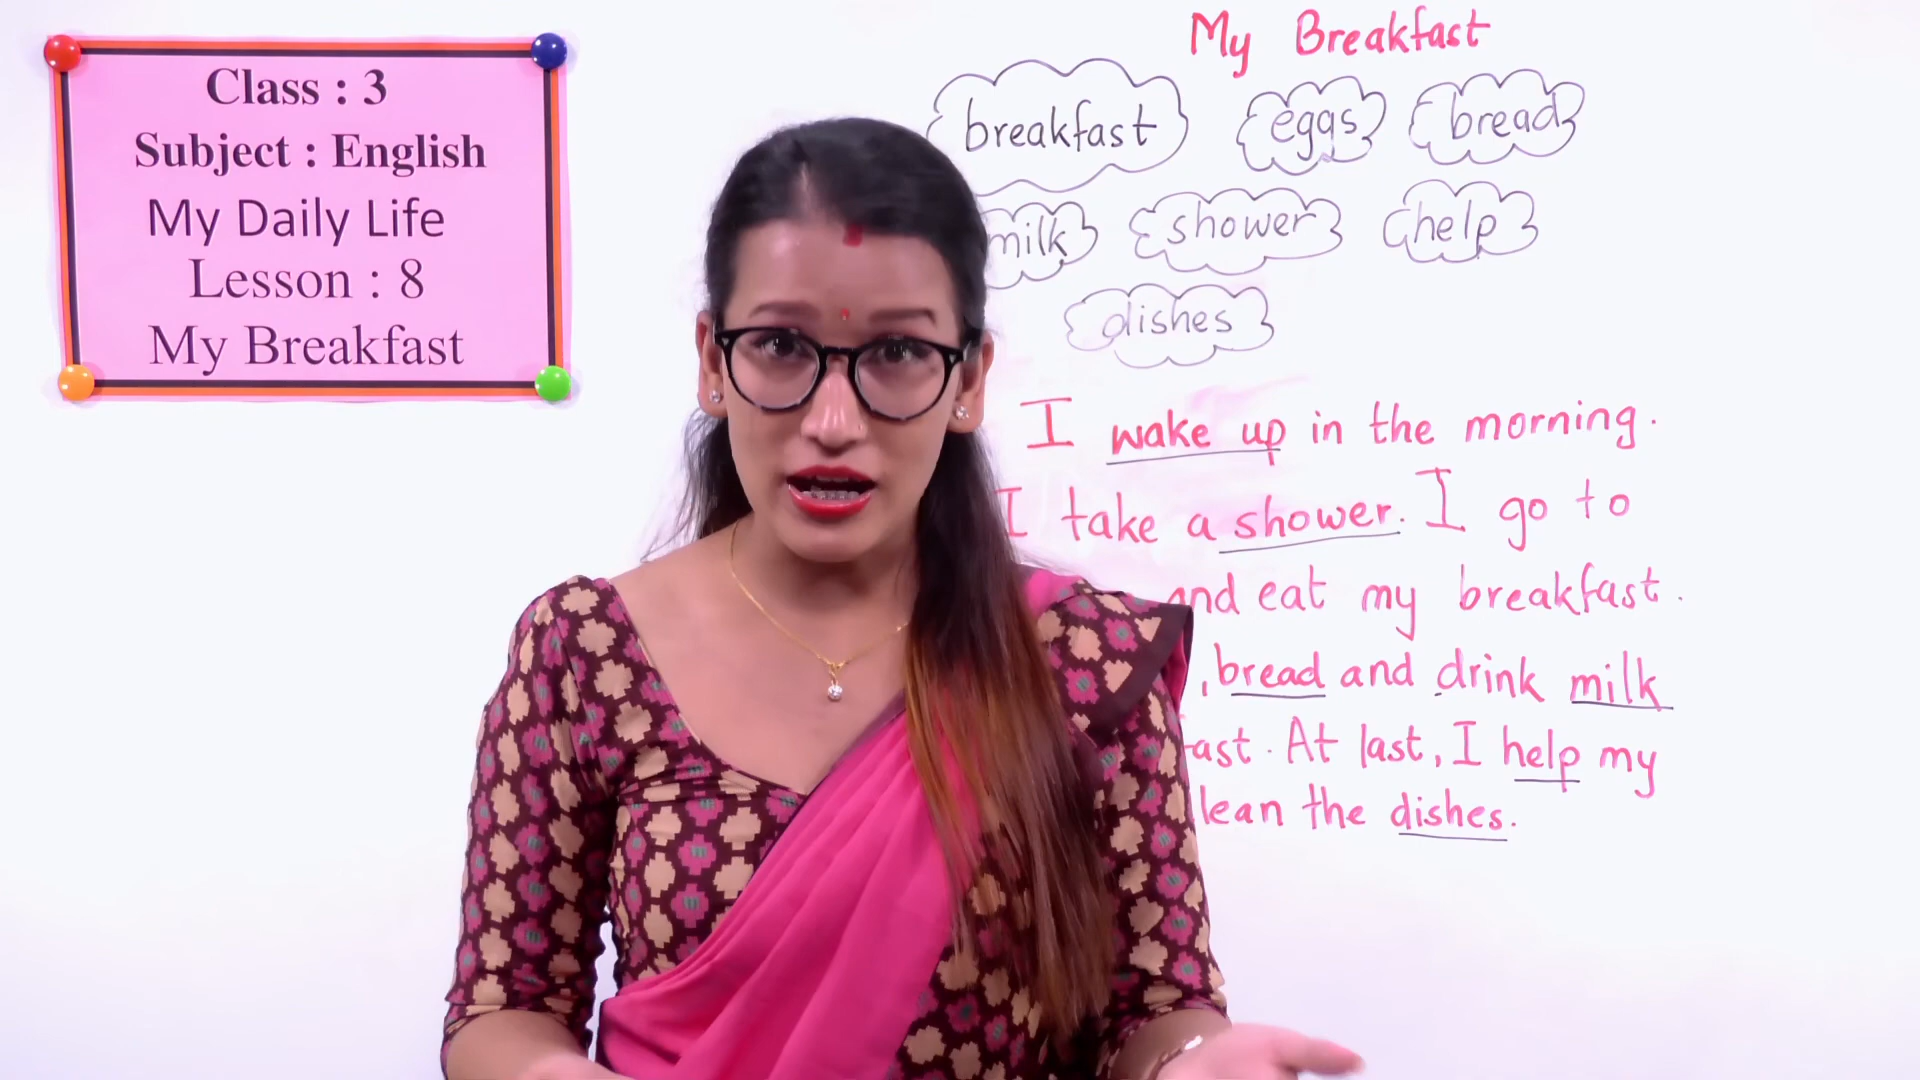 Class : 3
Subject : English
My Daily Life
Lesson : 8
My Breakfast
My Breakfast
breakfast eggs bread
milk shower help
dishes
I wake up in the morning.
I take a shower. I go to
and eat my breakfast.
, bread and drink milk
At last, I help my
the dishes.